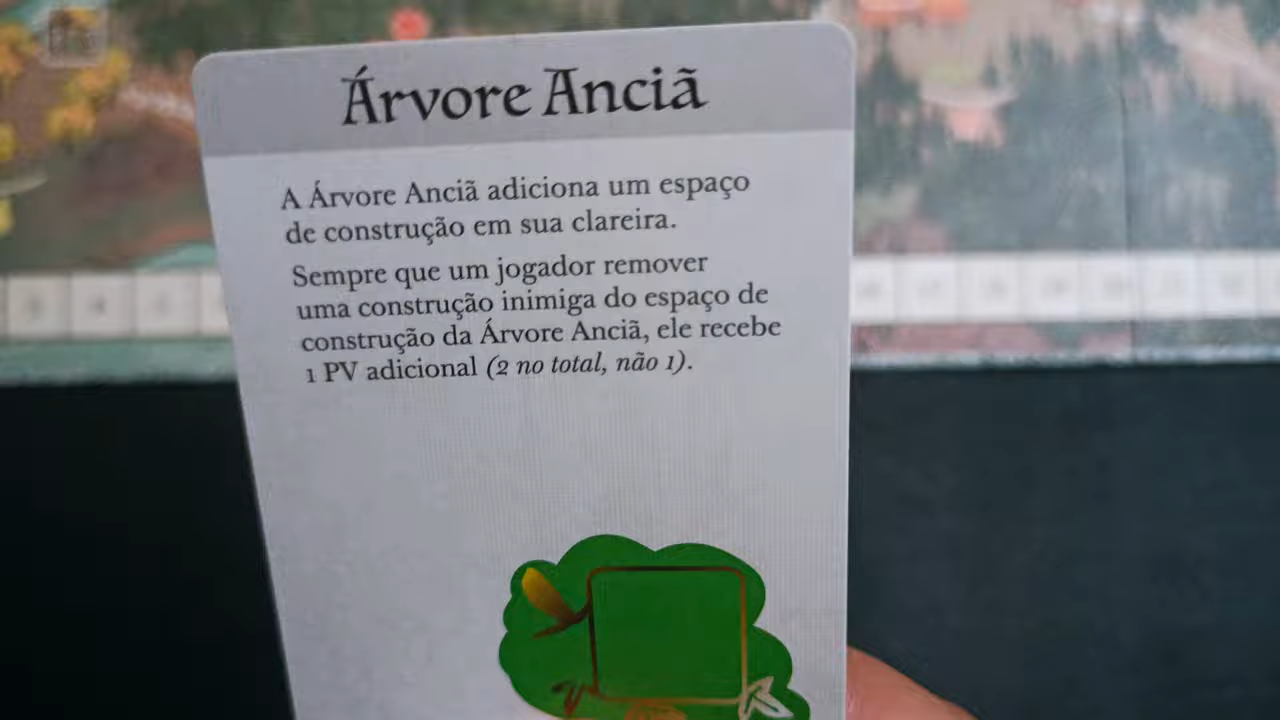 Árvore Anciã
A Árvore Anciã adiciona um espaço
de construção em sua clareira.
Sempre que um jogador remover
uma construção inimiga do espaço de
construção da Árvore Anciã, ele recebe
1 PV adicional (2 no total, não 1).